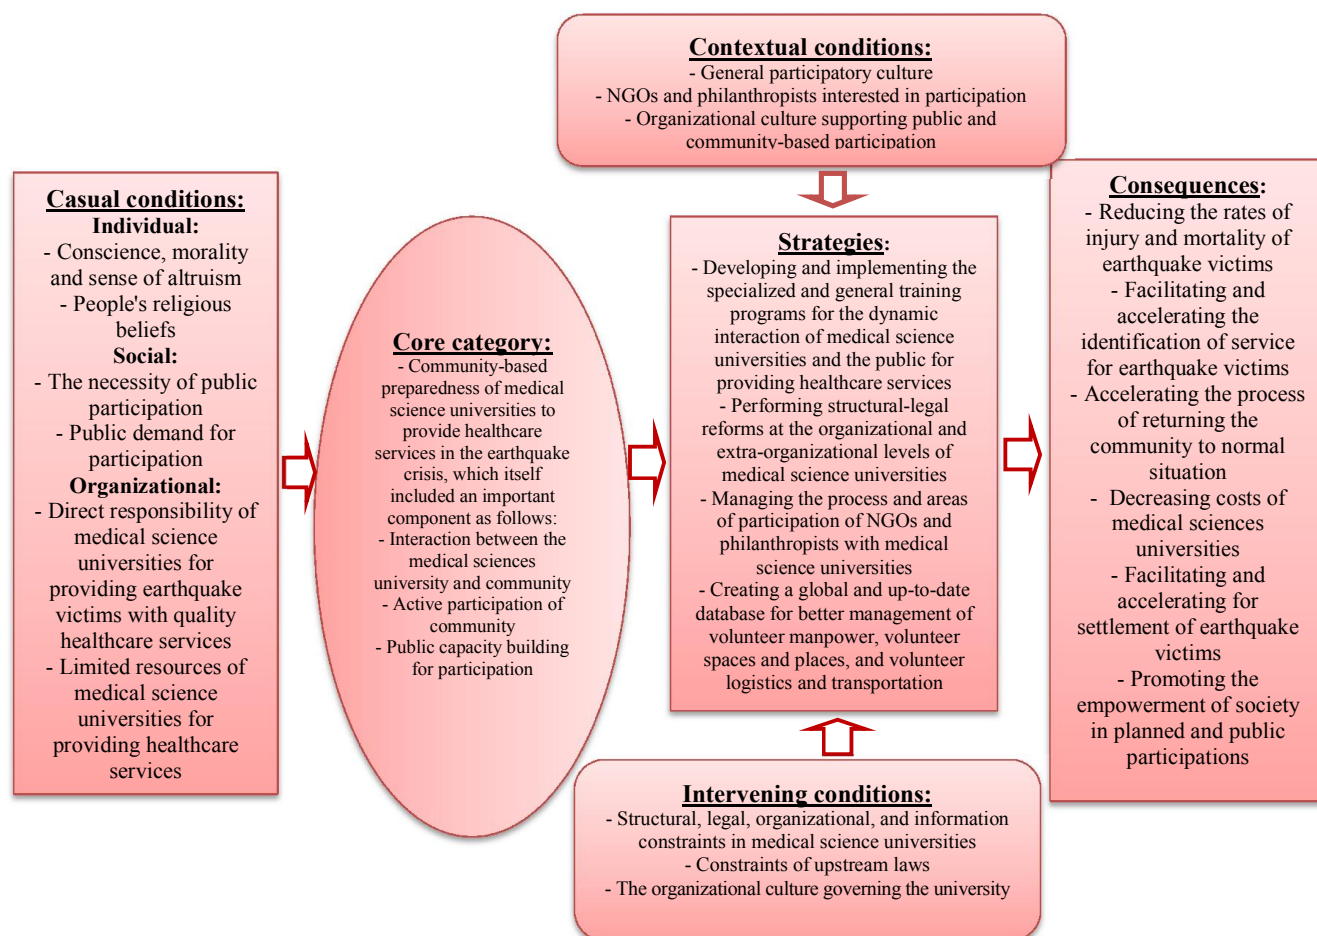 Contextual conditions:
- General participatory culture
- NGOs and philanthropists interested in participation
- Organizational culture supporting public and
community-based participation
Casual conditions:
Individual:
- Conscience, morality
and sense of altruism
- People's religious
beliefs
Social:
- The necessity of public
participation
- Public demand for
participation
Organizational:
- Direct responsibility of
medical science
universities for
providing earthquake
victims with quality
healthcare services
- Limited resources of
medical science
universities for
providing healthcare
services
Core category:
- Community-based
preparedness of medical
science universities to
provide healthcare
services in the earthquake
crisis, which itself
included an important
component as follows:
- Interaction between the
medical sciences
university and community
- Active participation of
community
- Public capacity building
for participation
Strategies:
- Developing and implementing the
specialized and general training
programs for the dynamic
interaction of medical science
universities and the public for
providing healthcare services
- Performing structural-legal
reforms at the organizational and
extra-organizational levels of
medical science universities
- Managing the process and areas
of participation of NGOs and
philanthropists with medical
science universities
- Creating a global and up-to-date
database for better management of
volunteer manpower, volunteer
spaces and places, and volunteer
logistics and transportation
Intervening conditions:
- Structural, legal, organizational, and information
constraints in medical science universities
- Constraints of upstream laws
- The organizational culture governing the university
Consequences:
- Reducing the rates of
injury and mortality of
earthquake victims
- Facilitating and
accelerating the
identification of service
for earthquake victims
- Accelerating the process
of returning the
community to normal
situation
- Decreasing costs of
medical sciences
universities
- Facilitating and
accelerating for
settlement of earthquake
victims
- Promoting the
empowerment of society
in planned and public
participations